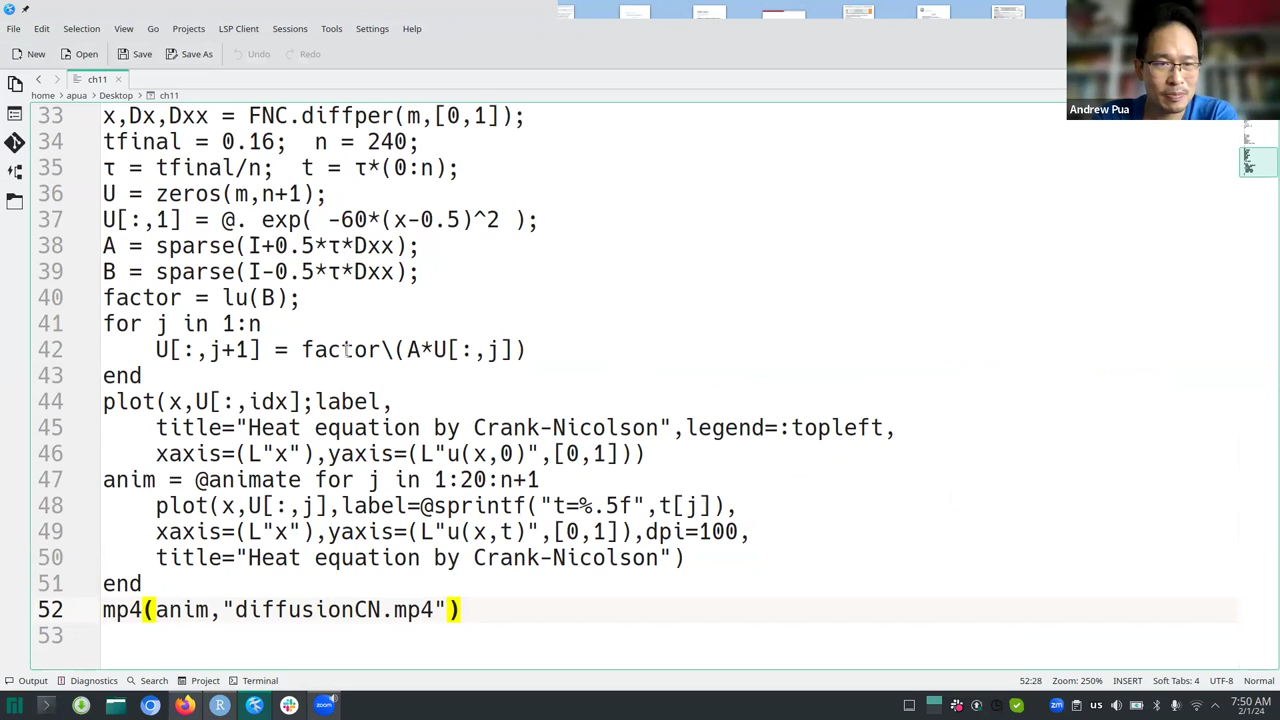 File Edit Selection View Go Projects LSP Client Sessions Tools Settings Help
New Open Save Save As Undo Redo
Andrew Pua
ch11
home apua Desktop ch11
33 x,Dx,Dxx = FNC.diffper(m,[0,1]);
34 tfinal = 0.16;  n = 240;
35 τ = tfinal/n;  t = τ*(0:n);
36 U = zeros(m,n+1);
37 U[:,1] = @. exp( -60*(x-0.5)^2 );
38 A = sparse(I+0.5*τ*Dxx);
39 B = sparse(I-0.5*τ*Dxx);
40 factor = lu(B);
41 for j in 1:n
42     U[:,j+1] = factor\(A*U[:,j])
43 end
44 plot(x,U[:,idx];label,
45     title="Heat equation by Crank-Nicolson",legend=:topleft,
46     xaxis=(L"x"),yaxis=(L"u(x,0)",[0,1]))
47 anim = @animate for j in 1:20:n+1
48     plot(x,U[:,j],label=@sprintf("t=%.5f",t[j]),
49     xaxis=(L"x"),yaxis=(L"u(x,t)",[0,1]),dpi=100,
50     title="Heat equation by Crank-Nicolson")
51 end
52 mp4(anim,"diffusionCN.mp4")
53
Output Diagnostics Search Project Terminal 52:28 Zoom: 250% INSERT Soft Tabs: 4 UTF-8 Normal
zoom zm us 7:50 AM
2/1/24